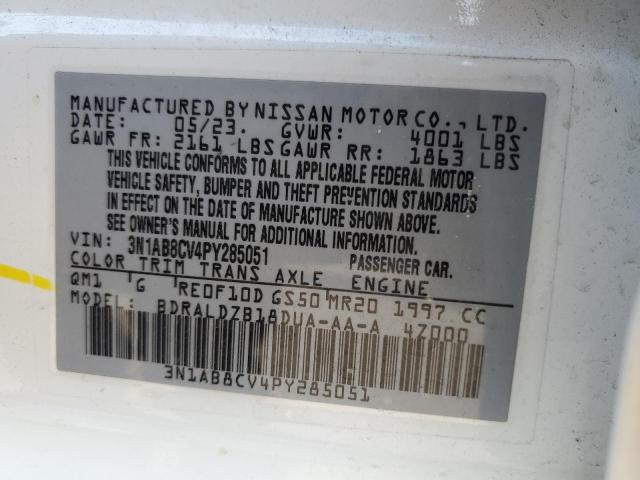 MANUFACTURED BY NISSAN MOTOR CO., LTD.
DATE: 05/23. GVWR: 4001 LBS
GAWR FR: 2161 LBS GAWR RR: 1863 LBS
THIS VEHICLE CONFORMS TO ALL APPLICABLE FEDERAL MOTOR
VEHICLE SAFETY, BUMPER AND THEFT PREVENTION STANDARDS
IN EFFECT ON THE DATE OF MANUFACTURE SHOWN ABOVE.
SEE OWNER'S MANUAL FOR ADDITIONAL INFORMATION.
VIN: 3N1AB8CV4PY285051 PASSENGER CAR.
COLOR TRIM TRANS AXLE ENGINE
QM1 G RE0F10D GS50 MR20 1997 CC
MODEL: BDRALDZB18DUA-AA-A 4Z000
3N1AB8CV4PY285051